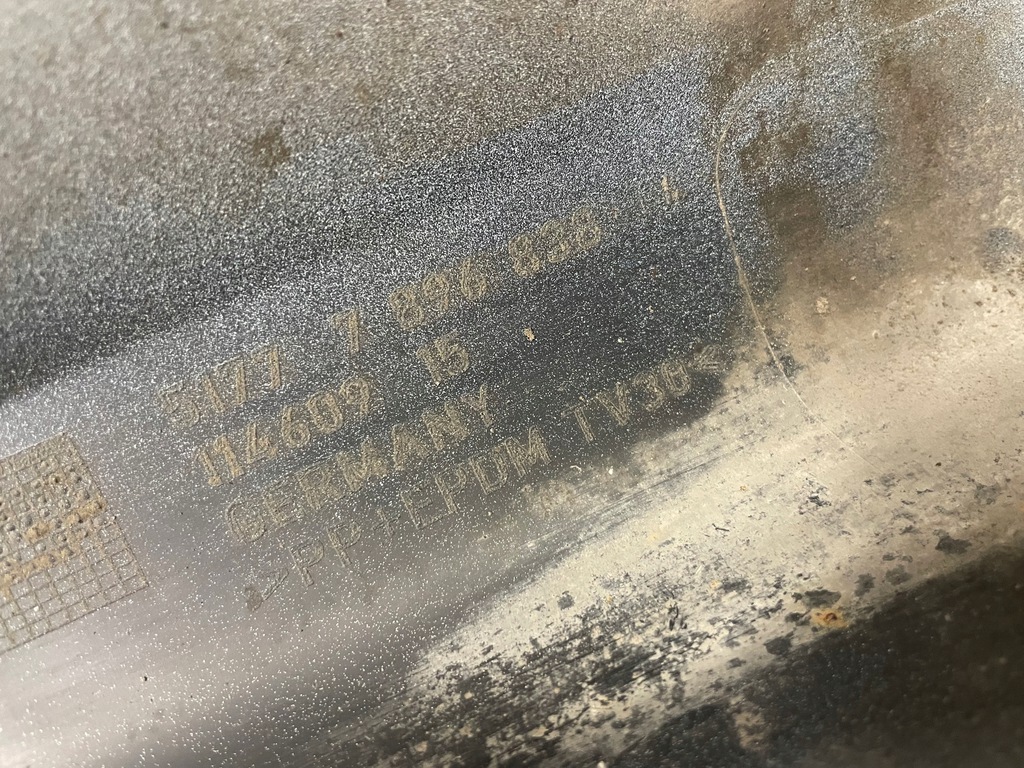 5177 7 896 838
114609 15
GERMANY
>PP+EPDM TV30<